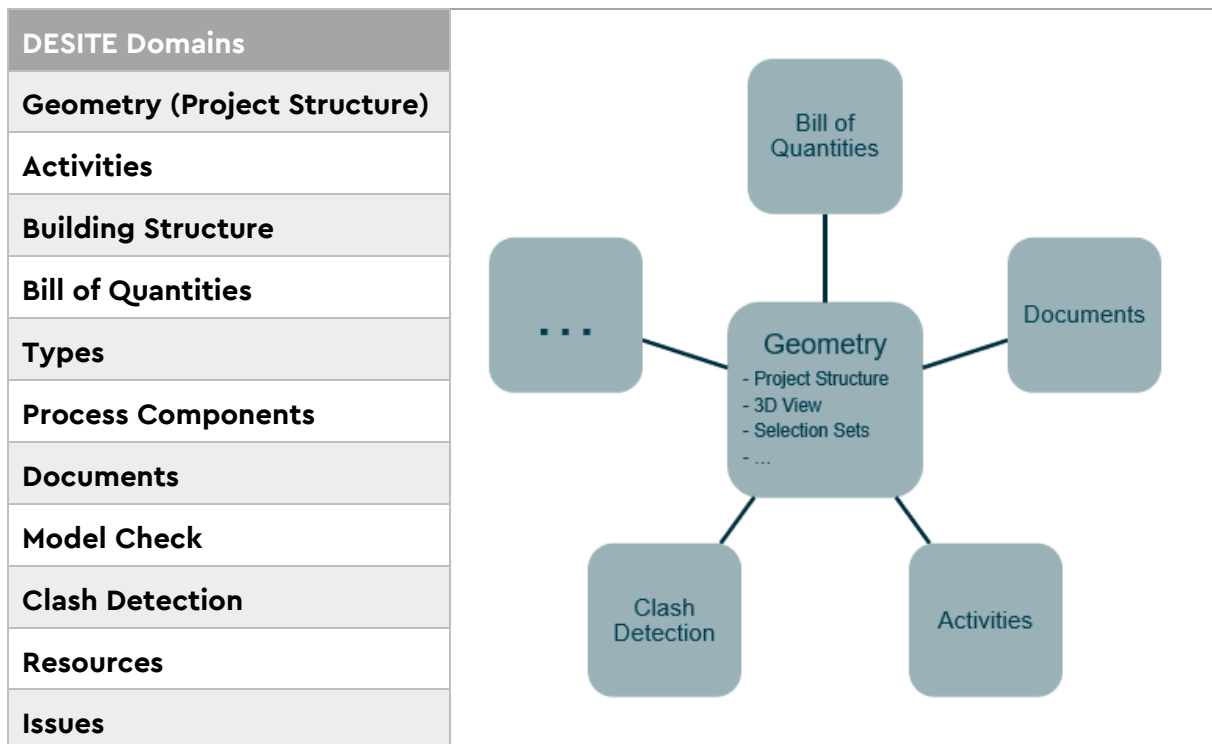 DESITE Domains
Geometry (Project Structure)
Activities
Building Structure
Bill of Quantities
Types
Process Components
Documents
Model Check
Clash Detection
Resources
Issues
Bill of
Quantities
...
Documents
Geometry
- Project Structure
- 3D View
- Selection Sets
- ...
Clash
Detection
Activities